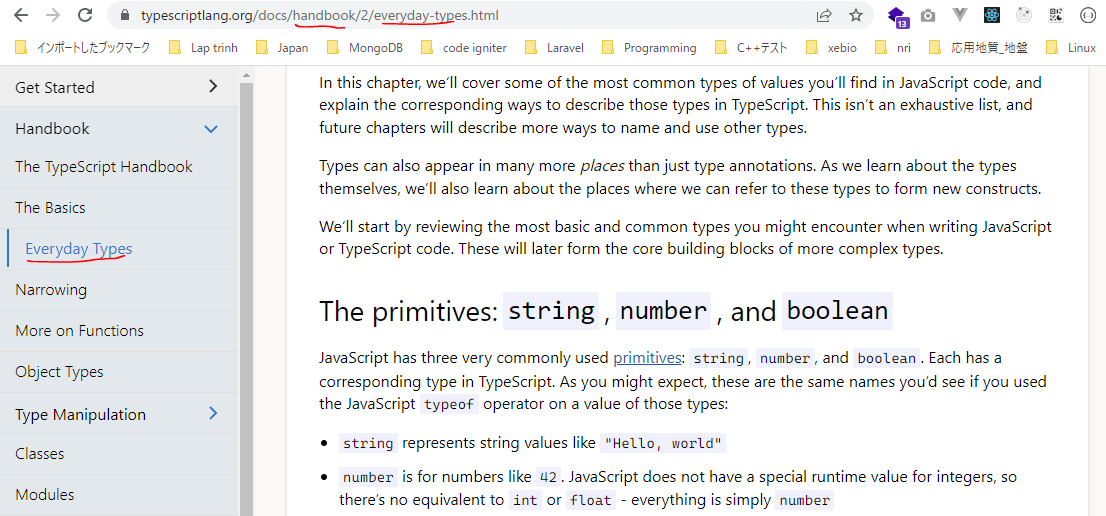 typescriptlang.org/docs/handbook/2/everyday-types.html
13
インポートしたブックマーク Lap trinh Japan MongoDB code igniter Laravel Programming C++テスト xebio nri 応用地質_地盤 Linux
Get Started
Handbook
The TypeScript Handbook
The Basics
Everyday Types
Narrowing
More on Functions
Object Types
Type Manipulation
Classes
Modules
In this chapter, we'll cover some of the most common types of values you'll find in JavaScript code, and
explain the corresponding ways to describe those types in TypeScript. This isn't an exhaustive list, and
future chapters will describe more ways to name and use other types.
Types can also appear in many more places than just type annotations. As we learn about the types
themselves, we'll also learn about the places where we can refer to these types to form new constructs.
We'll start by reviewing the most basic and common types you might encounter when writing JavaScript
or TypeScript code. These will later form the core building blocks of more complex types.
The primitives: string , number , and boolean
JavaScript has three very commonly used primitives: string, number, and boolean. Each has a
corresponding type in TypeScript. As you might expect, these are the same names you'd see if you used
the JavaScript typeof operator on a value of those types:
• string represents string values like "Hello, world"
• number is for numbers like 42. JavaScript does not have a special runtime value for integers, so
there's no equivalent to int or float - everything is simply number